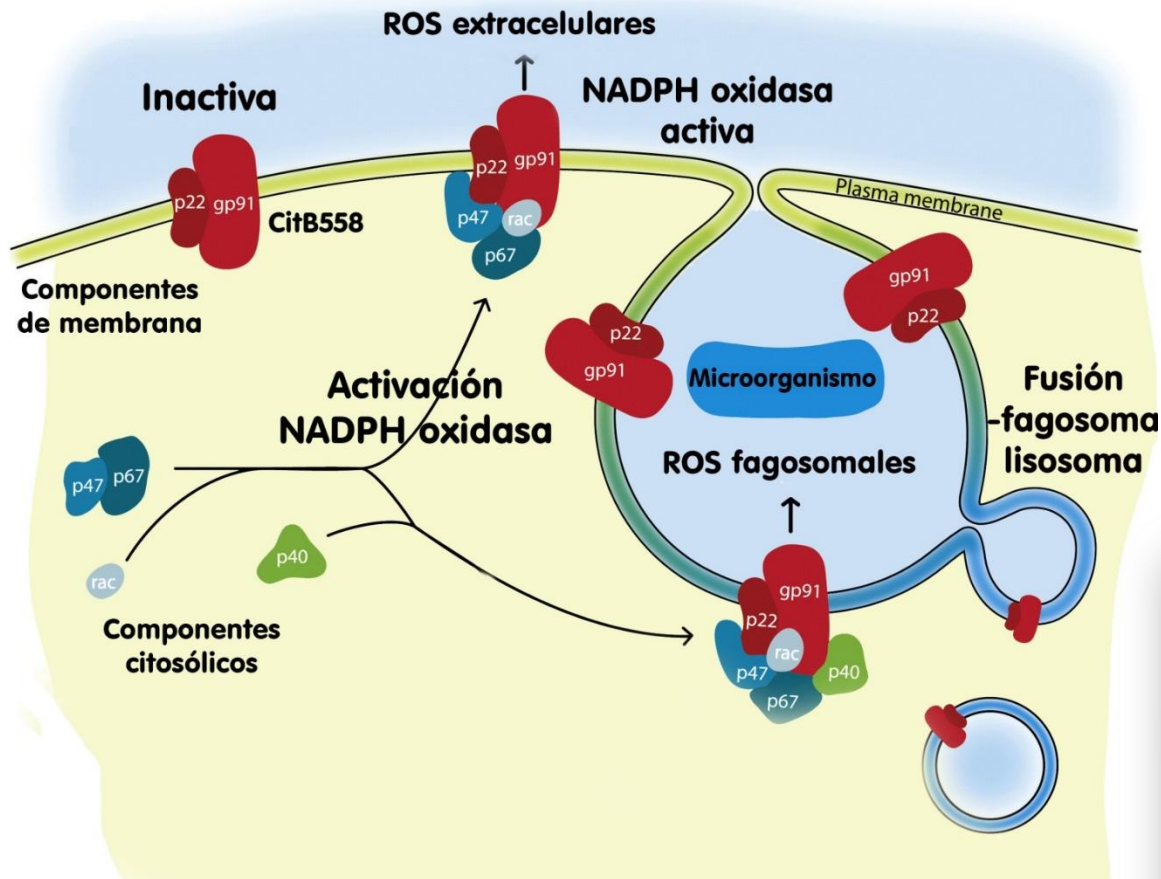 ROS extracelulares
Inactiva
NADPH oxidasa
activa
p22
gp91
CitB558
p22
gp91
p47
rac
p67
Plasma membrane
Componentes
de membrana
gp91
p22
p22
gp91
Microorganismo
Activación
NADPH oxidasa
Fusión
-fagosoma
lisosoma
ROS fagosomales
p47
p67
rac
p40
Componentes
citosólicos
gp91
p22
rac
p47
p40
p67